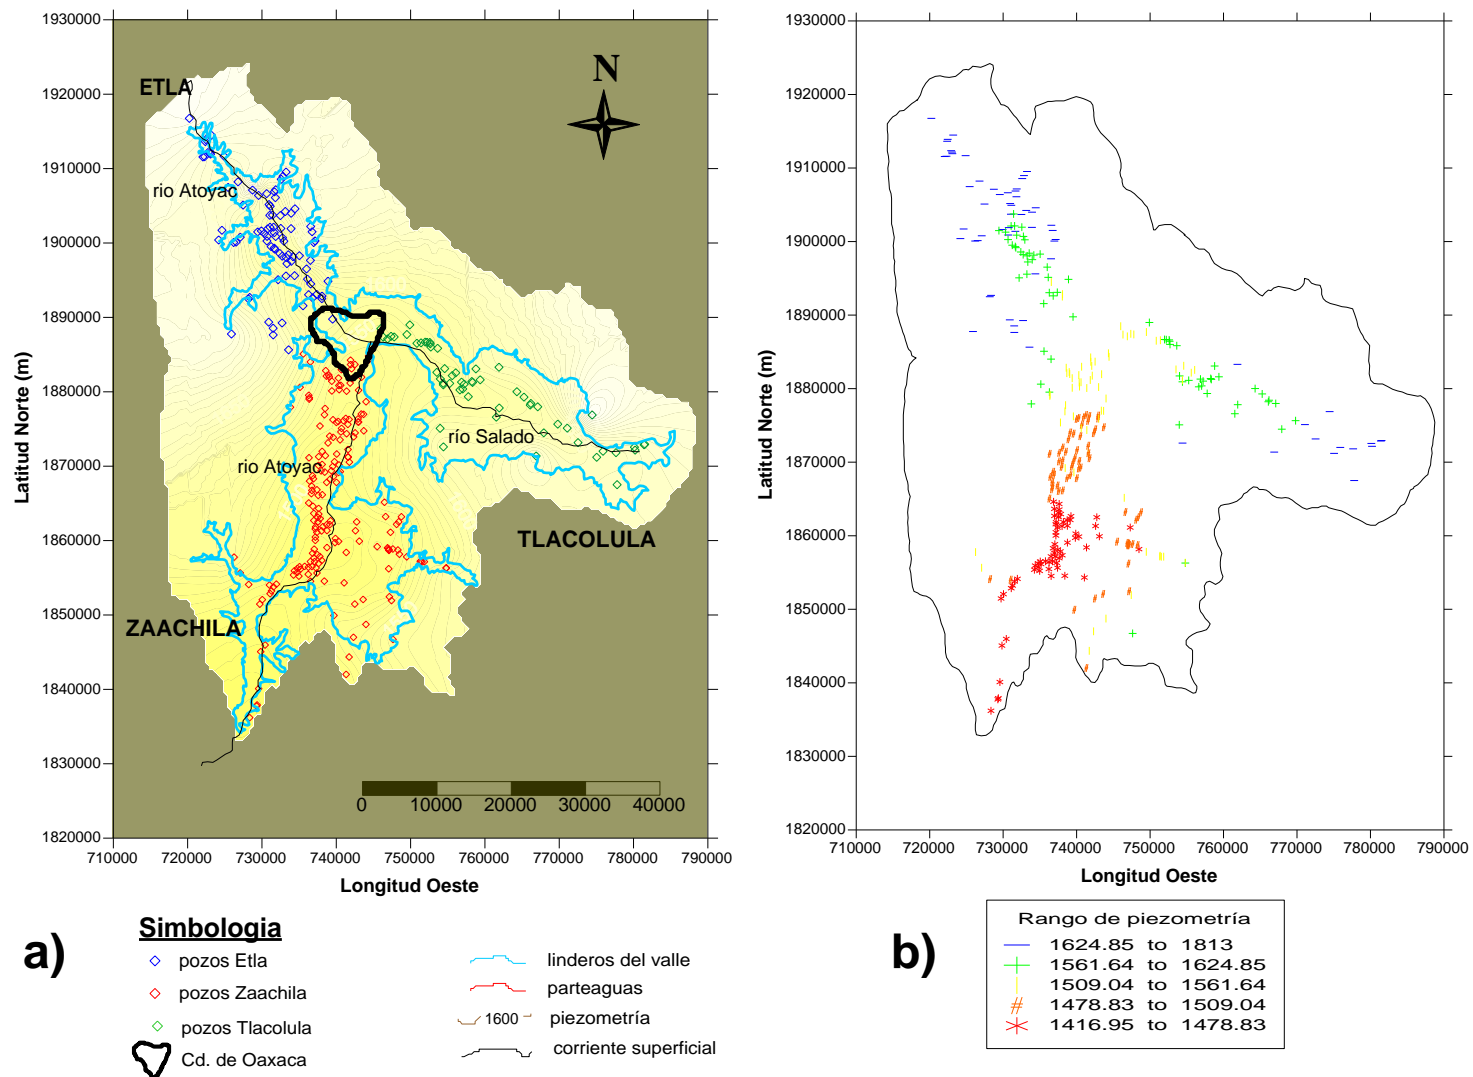 1930000
1920000
1910000
1900000
1890000
1880000
1870000
1860000
1850000
1840000
1830000
1820000
710000 720000 730000 740000 750000 760000 770000 780000 790000
Latitud Norte (m)
Longitud Oeste
ETLA
N
rio Atoyac
río Salado
rio Atoyac
TLACOLULA
ZAACHILA
0 10000 20000 30000 40000
a)
Simbologia
pozos Etla
pozos Zaachila
pozos Tlacolula
Cd. de Oaxaca
linderos del valle
parteaguas
1600 piezometría
corriente superficial
1930000
1920000
1910000
1900000
1890000
1880000
1870000
1860000
1850000
1840000
1830000
1820000
710000 720000 730000 740000 750000 760000 770000 780000 790000
Latitud Norte (m)
Longitud Oeste
b)
Rango de piezometría
1624.85 to 1813
1561.64 to 1624.85
1509.04 to 1561.64
1478.83 to 1509.04
1416.95 to 1478.83